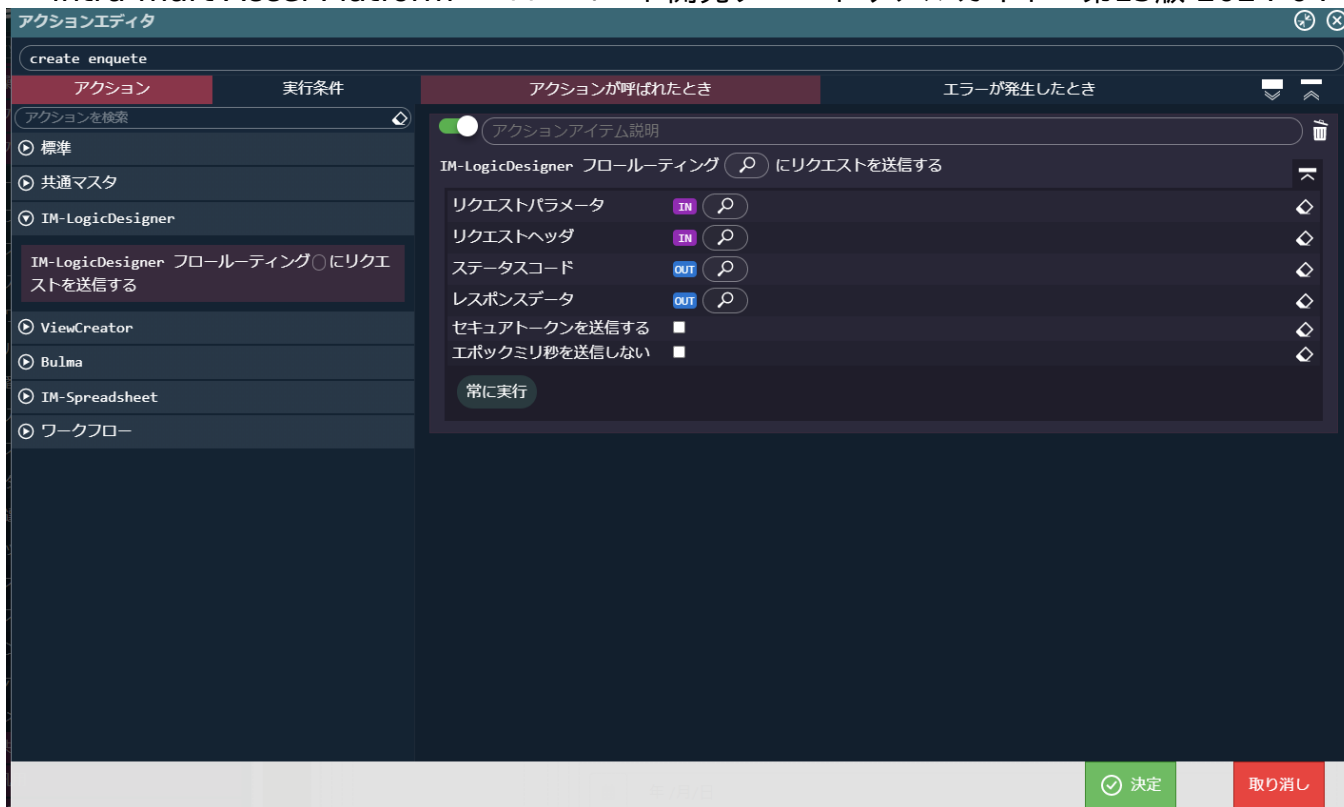 アクションエディタ
create enquete
アクション 実行条件 アクションが呼ばれたとき エラーが発生したとき
アクションを検索
標準
共通マスタ
IM-LogicDesigner
IM-LogicDesigner フロールーティング にリクエ
ストを送信する
ViewCreator
Bulma
IM-Spreadsheet
ワークフロー
アクションアイテム説明
IM-LogicDesigner フロールーティング にリクエストを送信する
リクエストパラメータ IN
リクエストヘッダ IN
ステータスコード OUT
レスポンスデータ OUT
セキュアトークンを送信する
エポックミリ秒を送信しない
常に実行
決定 取り消し